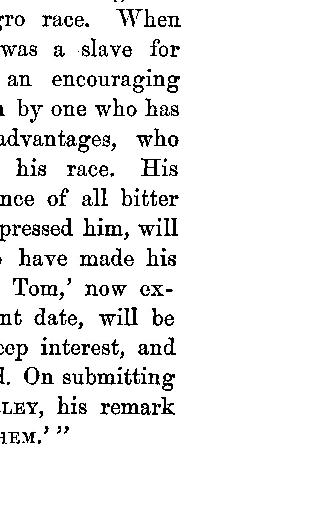 gro race. When
was a slave for
an encouraging
by one who has
advantages, who
his race. His
nce of all bitter
pressed him, will
have made his
Tom,' now ex-
nt date, will be
eep interest, and
On submitting
LEY, his remark
HEM.' "